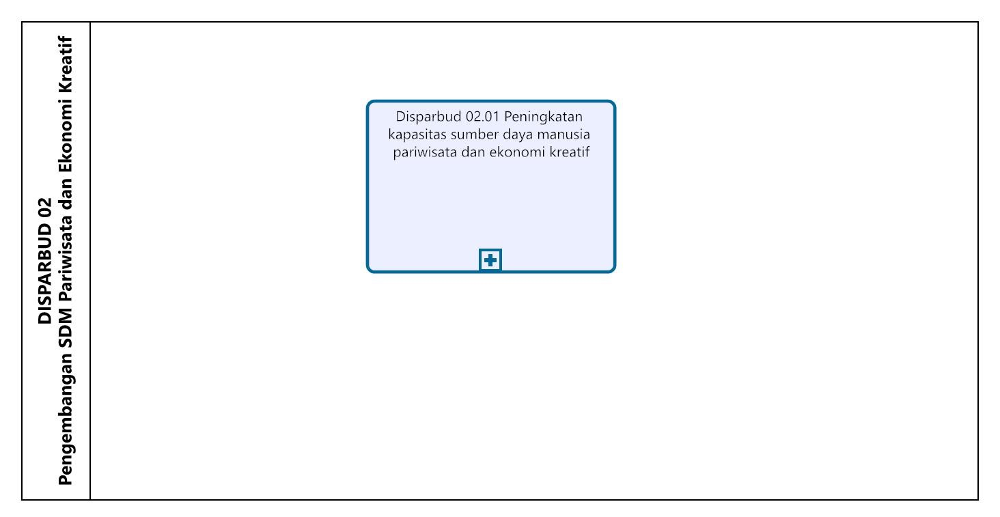 DISPARBUD 02
Pengembangan SDM Pariwisata dan Ekonomi Kreatif
Disparbud 02.01 Peningkatan
kapasitas sumber daya manusia
pariwisata dan ekonomi kreatif